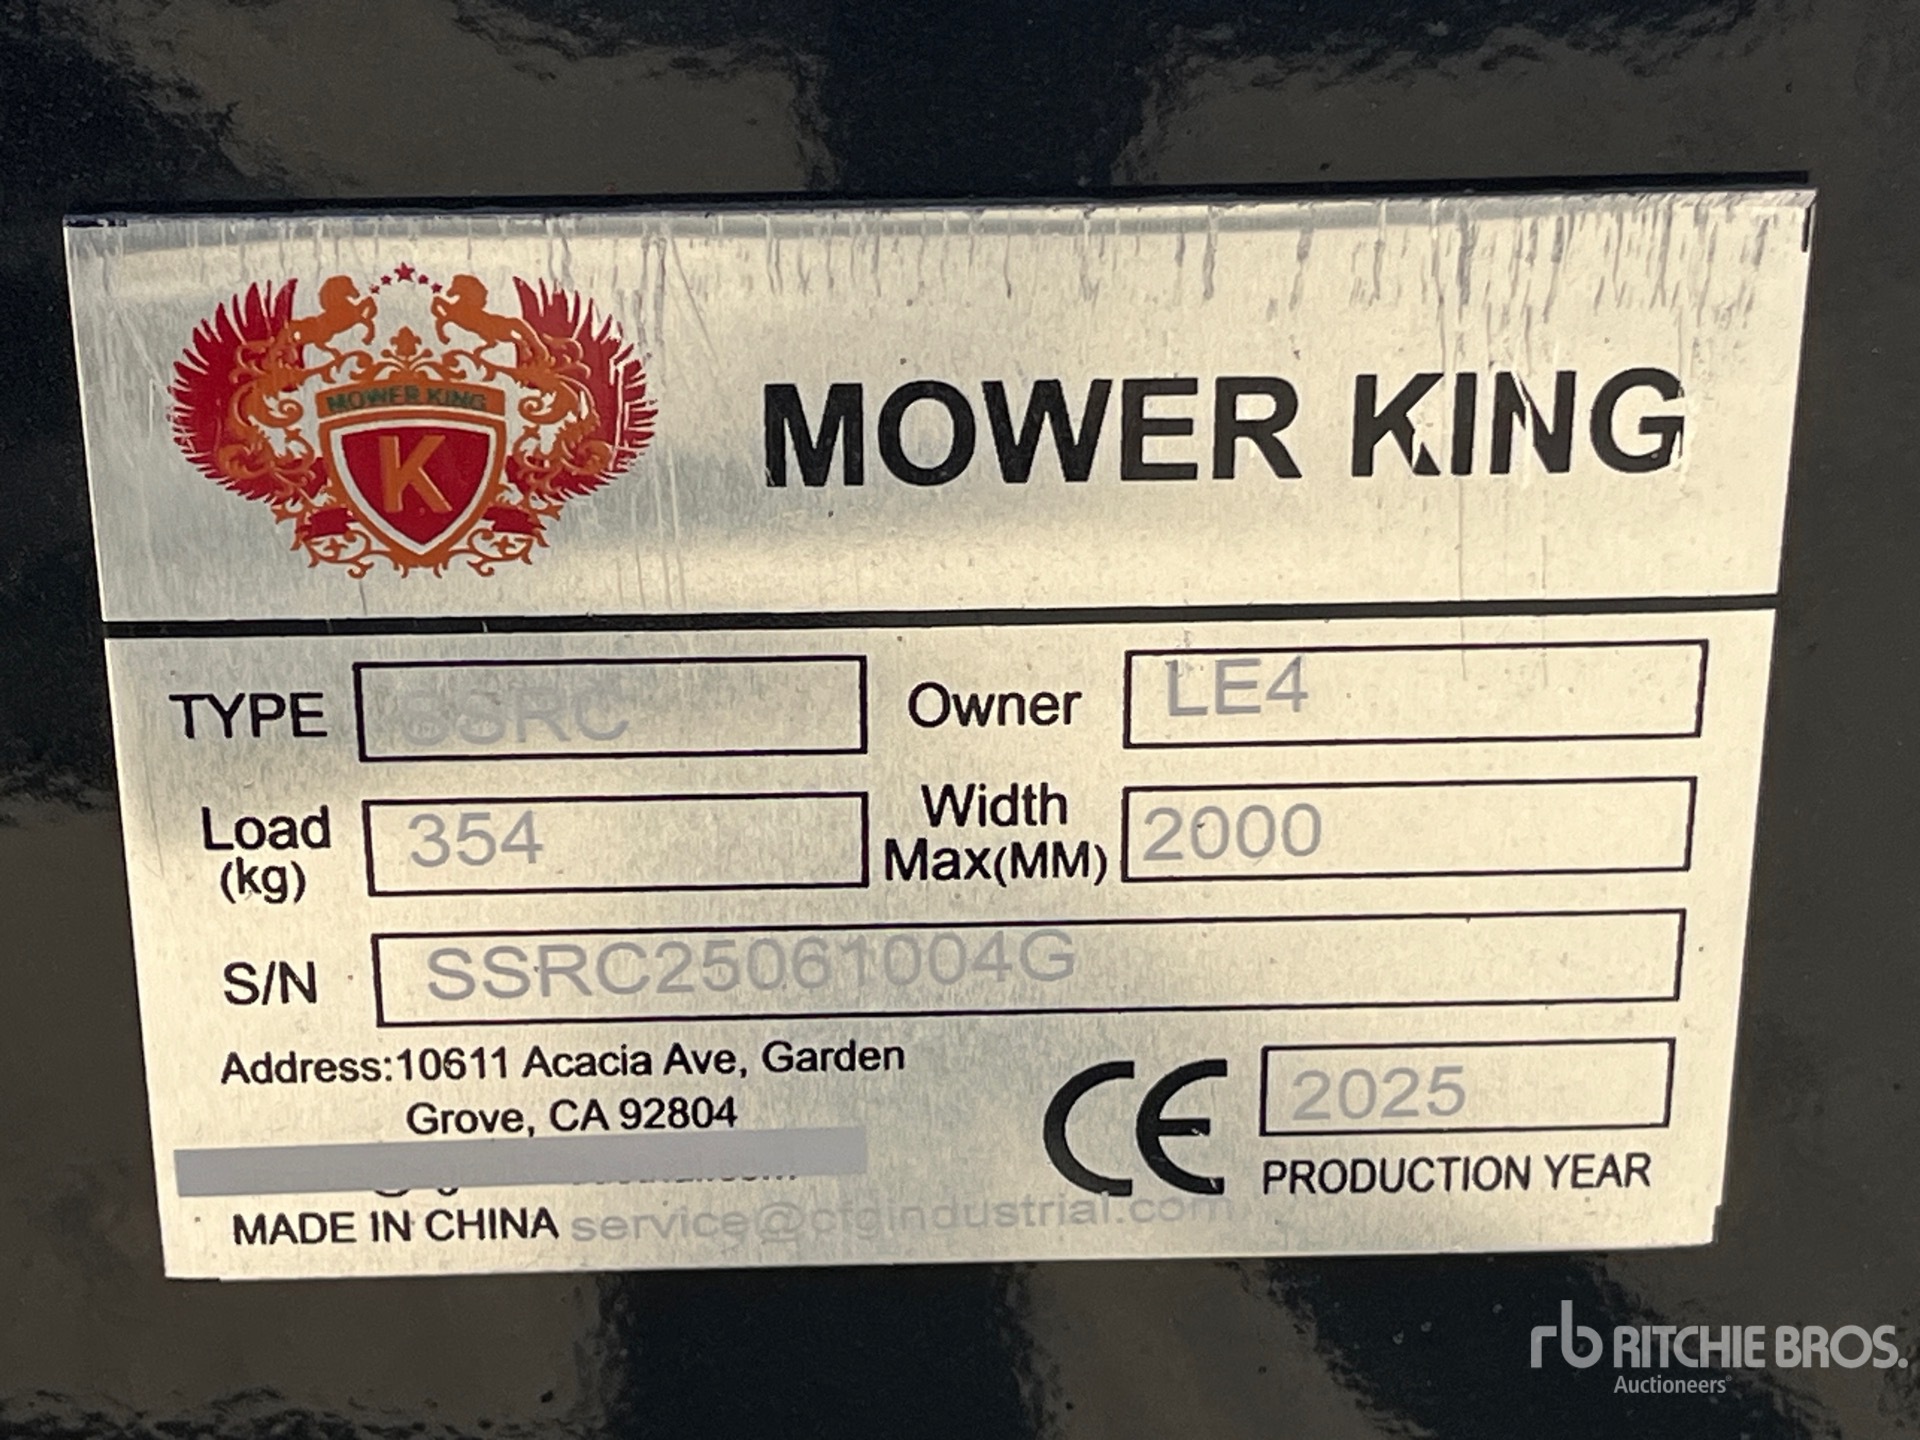 MOWER KING
K
MOWER KING
TYPE SSRC Owner LE4
Load (kg) 354 Width Max(MM) 2000
S/N SSRC25061004G
Address:10611 Acacia Ave, Garden
Grove, CA 92804
CE 2025
PRODUCTION YEAR
MADE IN CHINA service@cfgindustrial.com
rb RITCHIE BROS.
Auctioneers